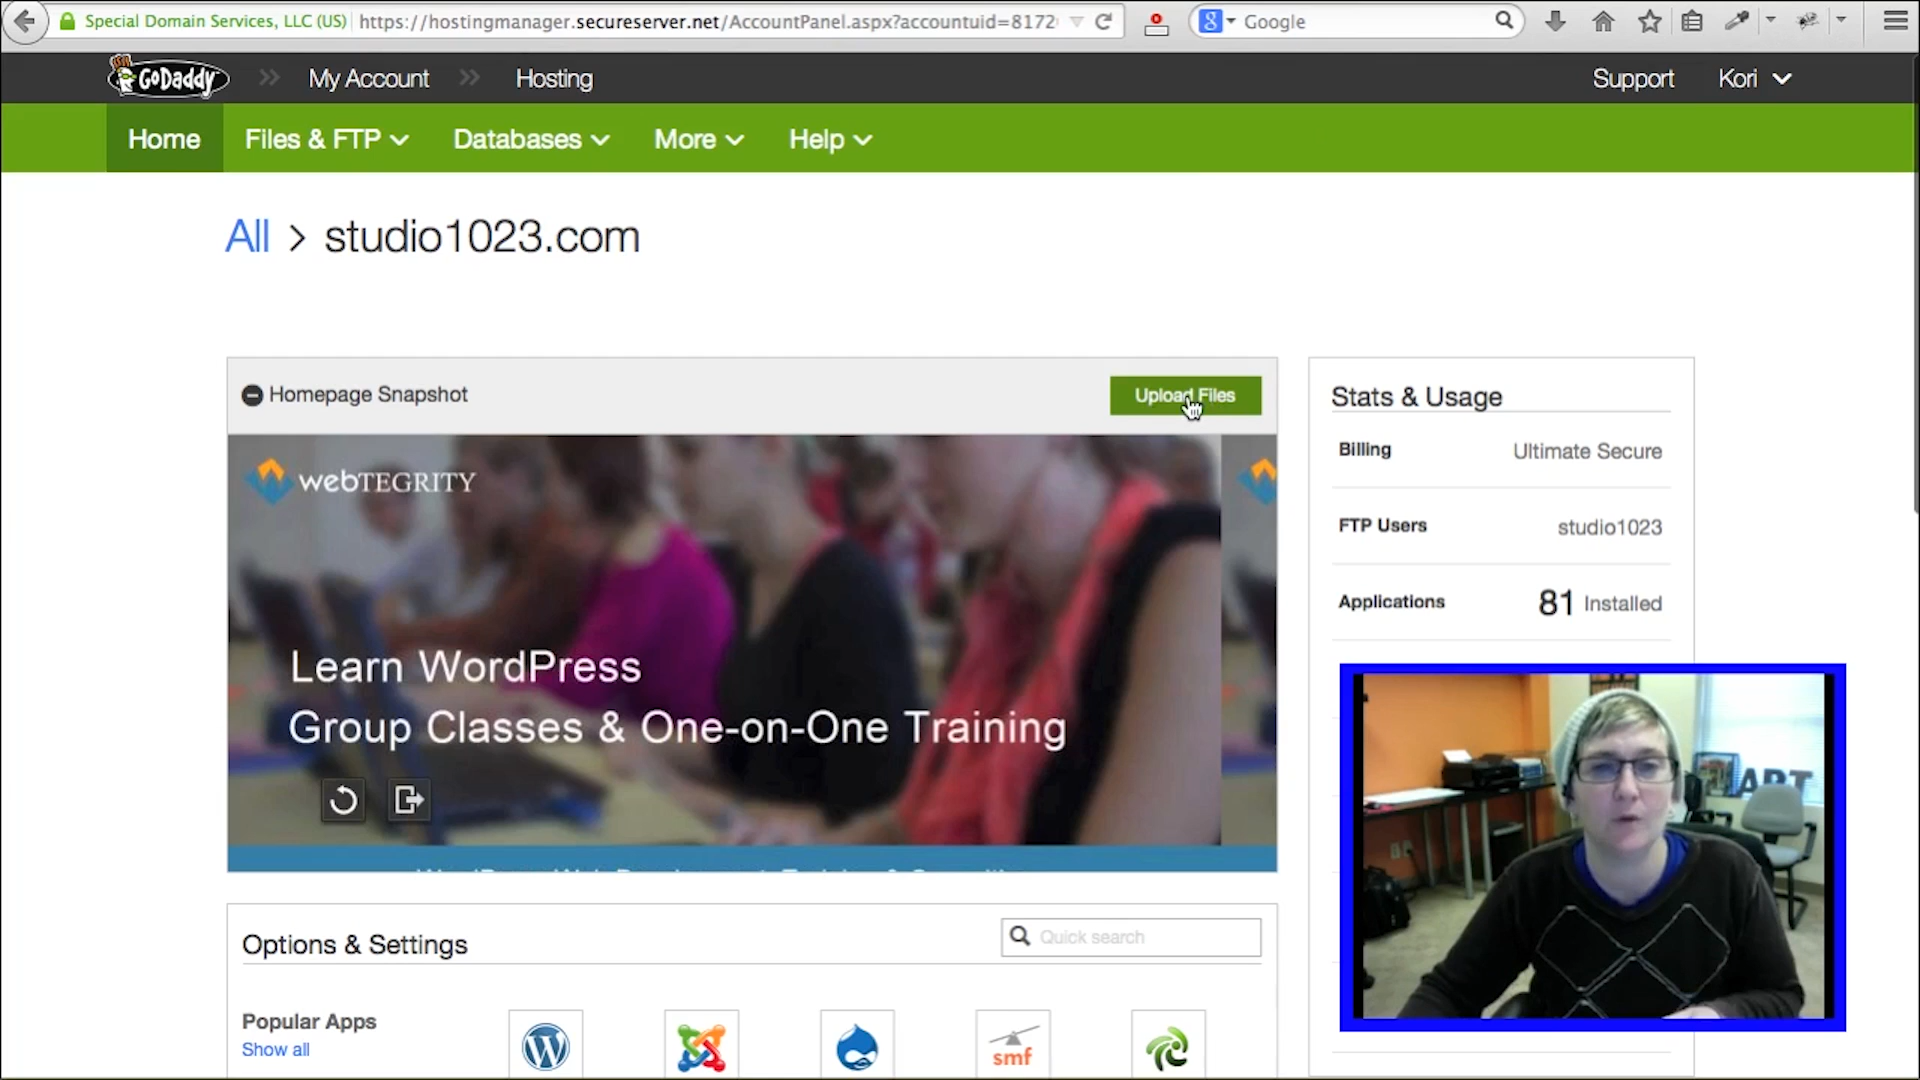 Special Domain Services, LLC (US)
https://hostingmanager.secureserver.net/AccountPanel.aspx?accountuid=8172
Google
GoDaddy
My Account
Hosting
Support
Kori
Home
Files & FTP
Databases
More
Help
All > studio1023.com
Homepage Snapshot
Upload Files
webTEGRITY
Learn WordPress
Group Classes & One-on-One Training
Stats & Usage
Billing
Ultimate Secure
FTP Users
studio1023
Applications
81 Installed
ART
Options & Settings
Quick search
Popular Apps
Show all
smf